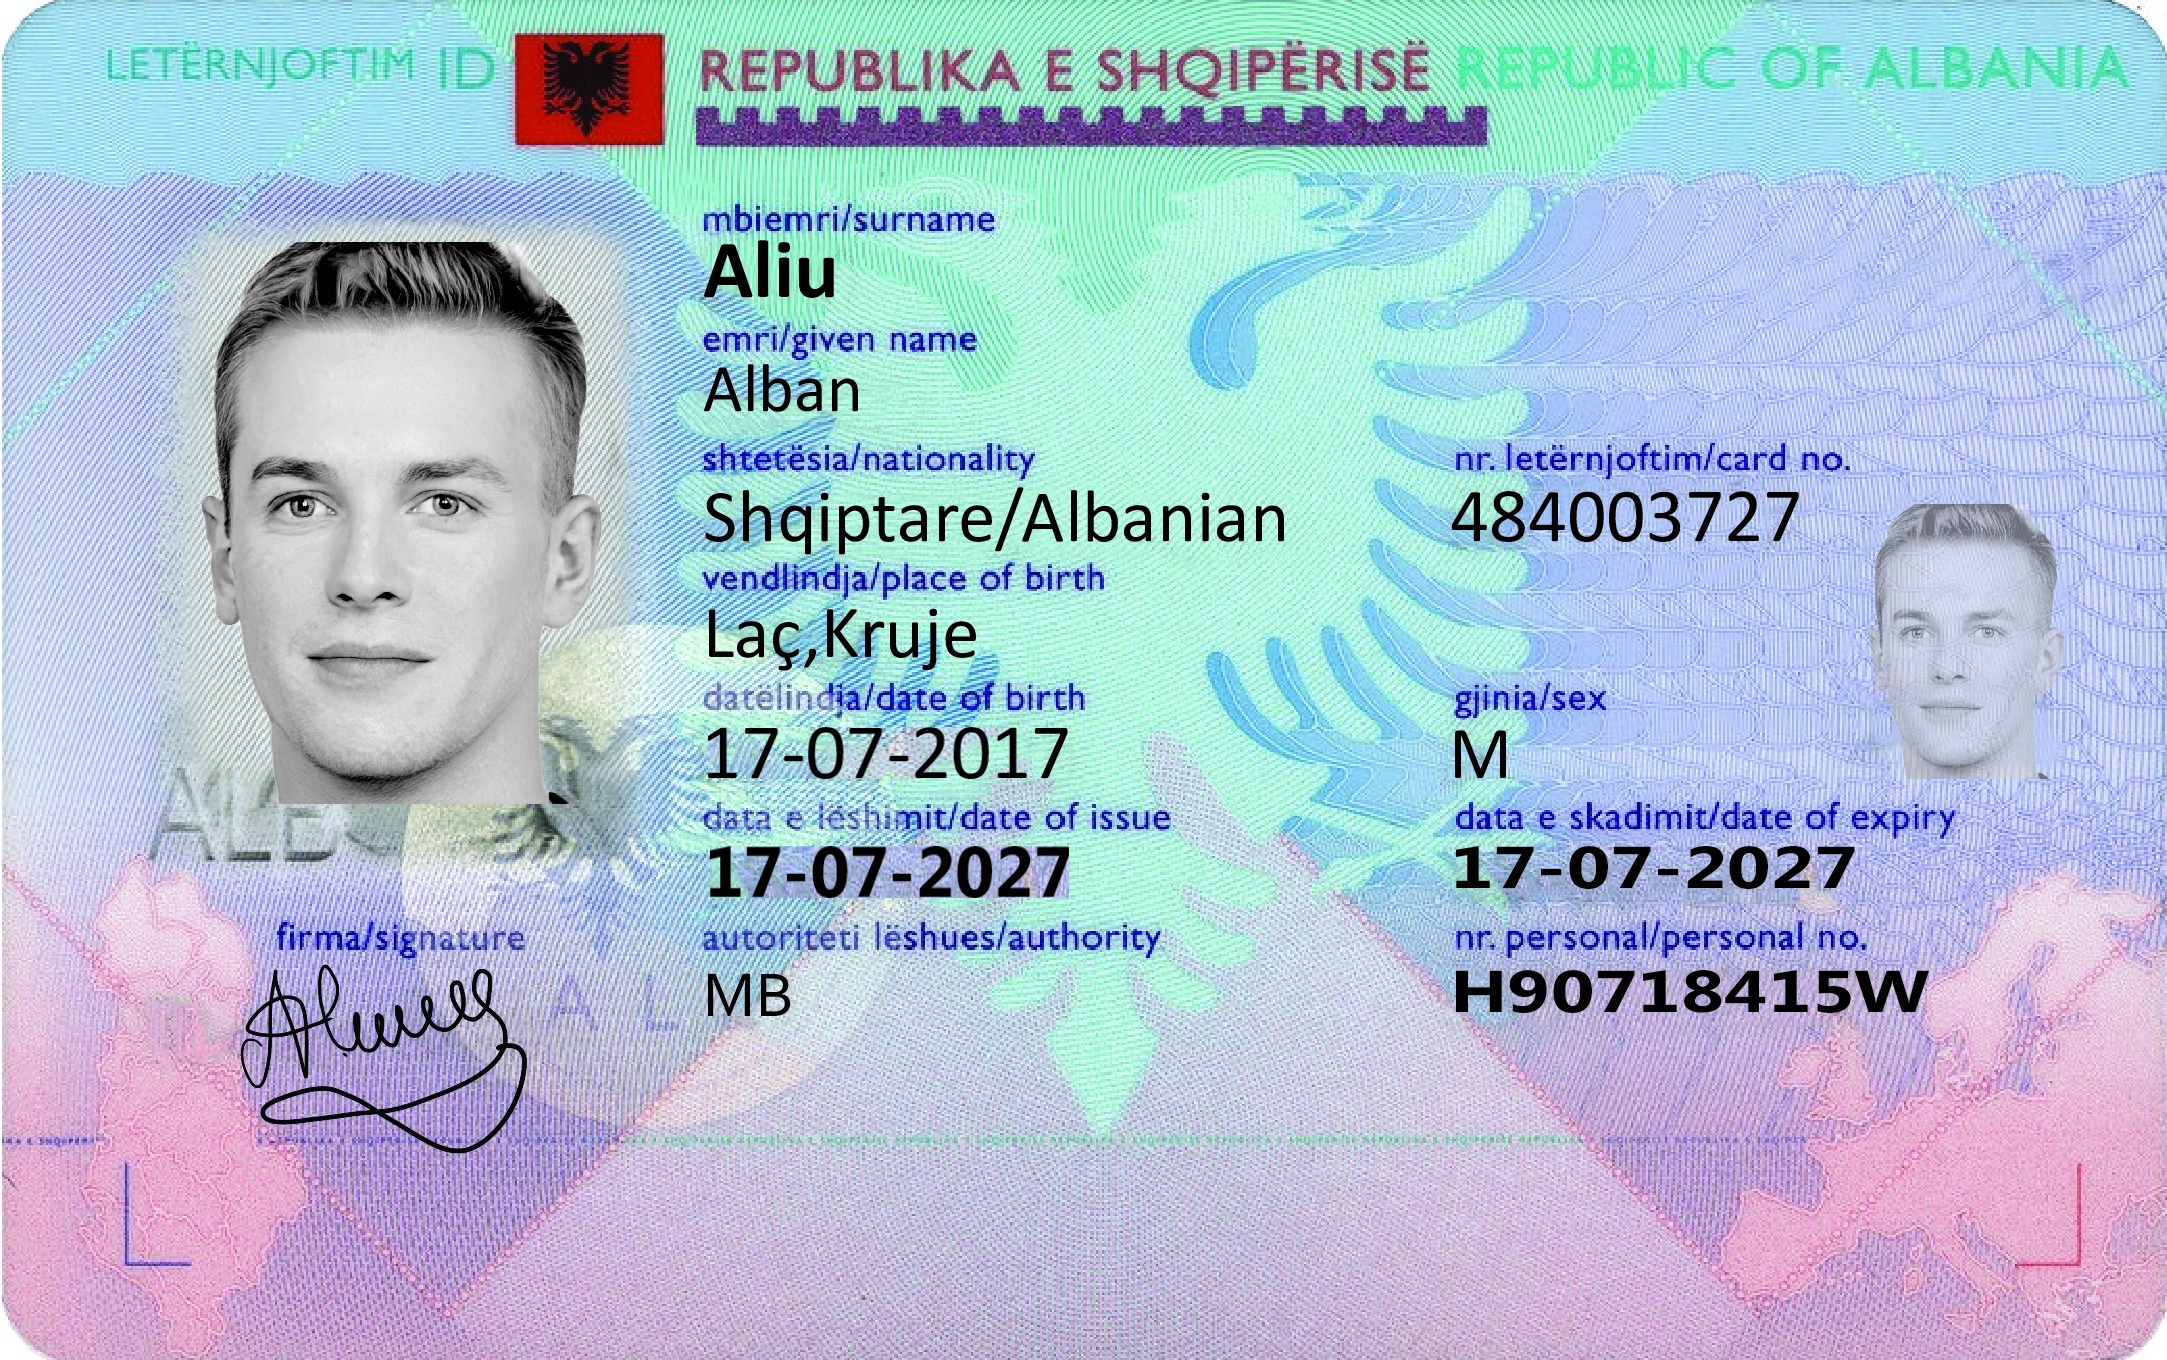 LETËRNJOFTIM ID REPUBLIKA E SHQIPËRISË REPUBLIC OF ALBANIA
mbiemri/surname
Aliu
emri/given name
Alban
shtetësia/nationality
Shqiptare/Albanian
nr. letërnjoftim/card no.
484003727
vendlindja/place of birth
Laç,Kruje
datëlindja/date of birth
17-07-2017
gjinia/sex
M
data e lëshimit/date of issue
17-07-2027
data e skadimit/date of expiry
17-07-2027
firma/signature
autoriteti lëshues/authority
MB
nr. personal/personal no.
H90718415W